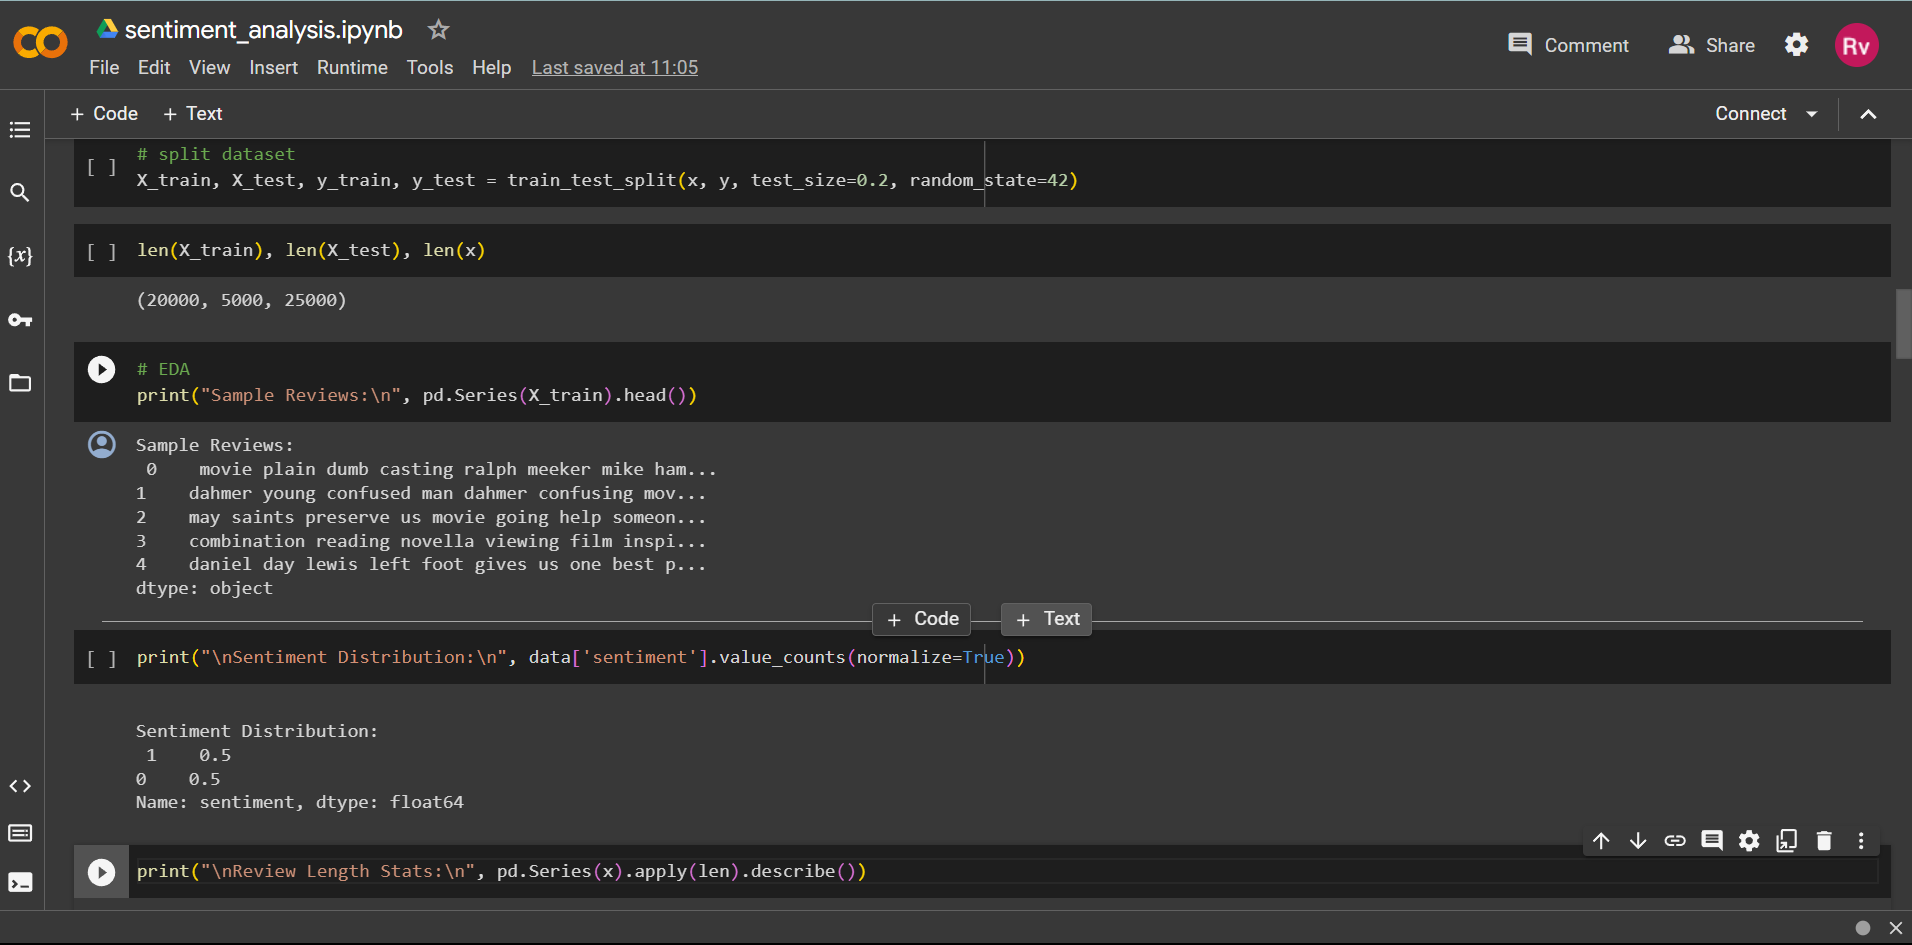 sentiment_analysis.ipynb
File Edit View Insert Runtime Tools Help Last saved at 11:05
Comment Share Rv
+ Code + Text
Connect
[ ] # split dataset
X_train, X_test, y_train, y_test = train_test_split(x, y, test_size=0.2, random_state=42)
[ ] len(X_train), len(X_test), len(x)
(20000, 5000, 25000)
# EDA
print("Sample Reviews:\n", pd.Series(X_train).head())
Sample Reviews:
0 movie plain dumb casting ralph meeker mike ham...
1 dahmer young confused man dahmer confusing mov...
2 may saints preserve us movie going help someon...
3 combination reading novella viewing film inspi...
4 daniel day lewis left foot gives us one best p...
dtype: object
+ Code + Text
[ ] print("\nSentiment Distribution:\n", data['sentiment'].value_counts(normalize=True))
Sentiment Distribution:
1 0.5
0 0.5
Name: sentiment, dtype: float64
print("\nReview Length Stats:\n", pd.Series(x).apply(len).describe())